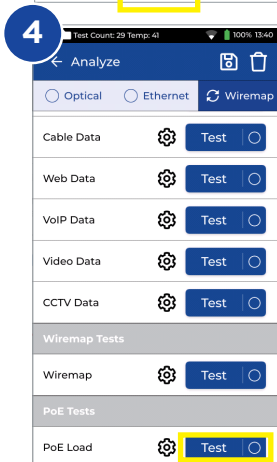 4
Test Count: 29 Temp: 41 100% 13:40
Analyze
Optical Ethernet Wiremap
Cable Data Test
Web Data Test
VoIP Data Test
Video Data Test
CCTV Data Test
Wiremap Tests
Wiremap Test
PoE Tests
PoE Load Test